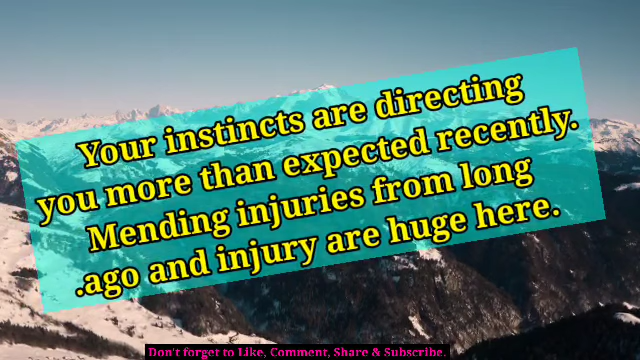 Your instincts are directing
you more than expected recently.
Mending injuries from long
.ago and injury are huge here.
Don't forget to Like, Comment, Share & Subscribe.